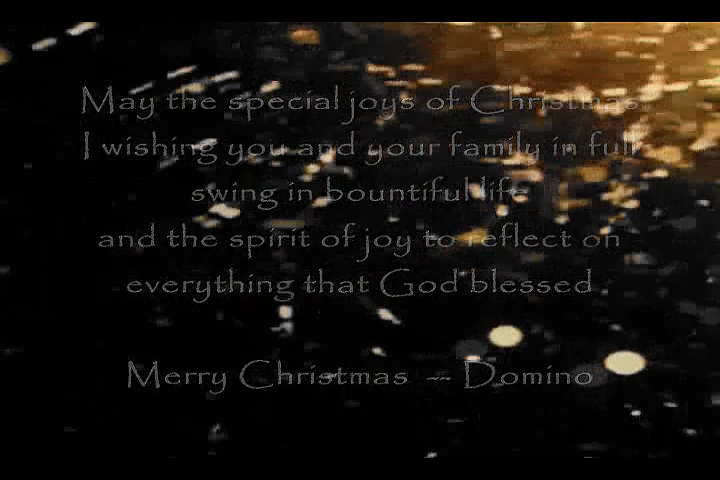 May the special joys of Christmas
I wishing you and your family in full
swing in bountiful life
and the spirit of joy to reflect on
everything that God blessed
Merry Christmas -- Domino